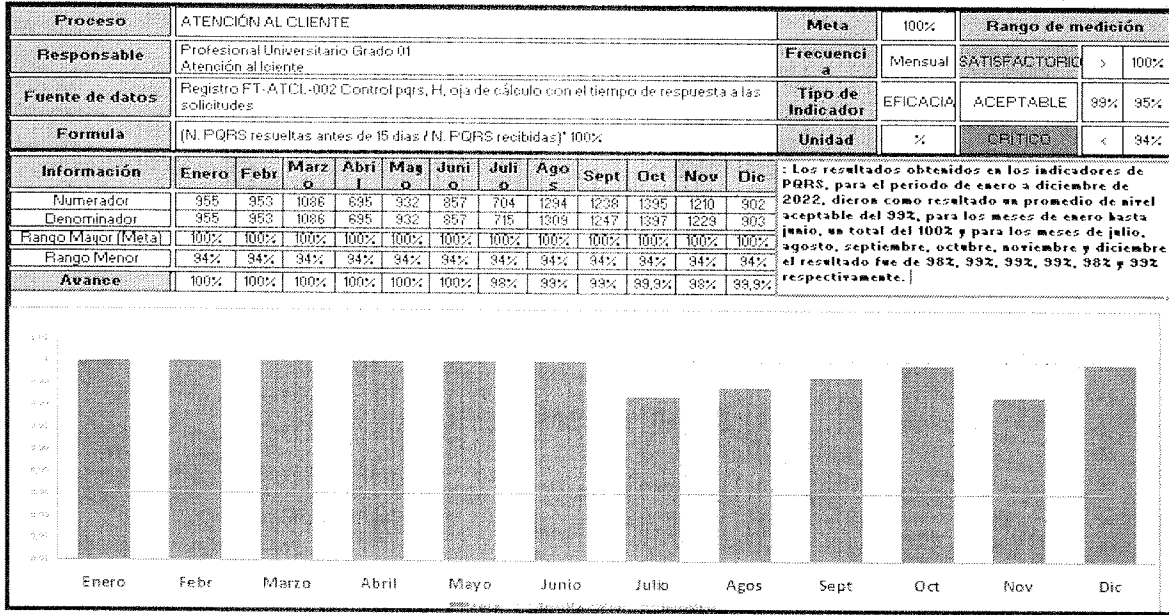 Proceso ATENCIÓN AL CLIENTE Meta 100% Rango de medición
Responsable Profesional Universitario Grado 01
Atención al lciente
Frecuenci
a
Mensual SATISFACTORIO > 100%
Fuente de datos Registro FT-ATCL-002 Control pqrs, H, oja de cálculo con el tiempo de respuesta a las
solicitudes
Tipo de
Indicador
EFICACIA ACEPTABLE 99% 95%
Formula (N. PQRS resueltas antes de 15 dias / N. PQRS recibidas)* 100% Unidad % CRITICO < 94%
Información Enero Febr Marz
o
Abri
l
May
o
Juni
o
Juli
o
Ago
s
Sept Oct Nov Dic
Numerador 955 953 1086 695 932 857 704 1294 1238 1395 1210 902
Denominador 955 953 1086 695 932 857 715 1309 1247 1397 1229 903
Rango Mayor (Meta) 100% 100% 100% 100% 100% 100% 100% 100% 100% 100% 100% 100%
Rango Menor 94% 94% 94% 94% 94% 94% 94% 94% 94% 94% 94% 94%
Avance 100% 100% 100% 100% 100% 100% 98% 99% 99% 99,9% 98% 99,9%
: Los resultados obtenidos en los indicadores de
PQRS, para el periodo de enero a diciembre de
2022, dieron como resultado un promedio de nivel
aceptable del 99%, para los meses de enero hasta
junio, un total del 100% y para los meses de julio,
agosto, septiembre, octubre, noviembre y diciembre
el resultado fue de 98%, 99%, 99%, 99%, 98% y 99%
respectivamente.
Enero Febr Marzo Abril Mayo Junio Julio Agos Sept Oct Nov Dic